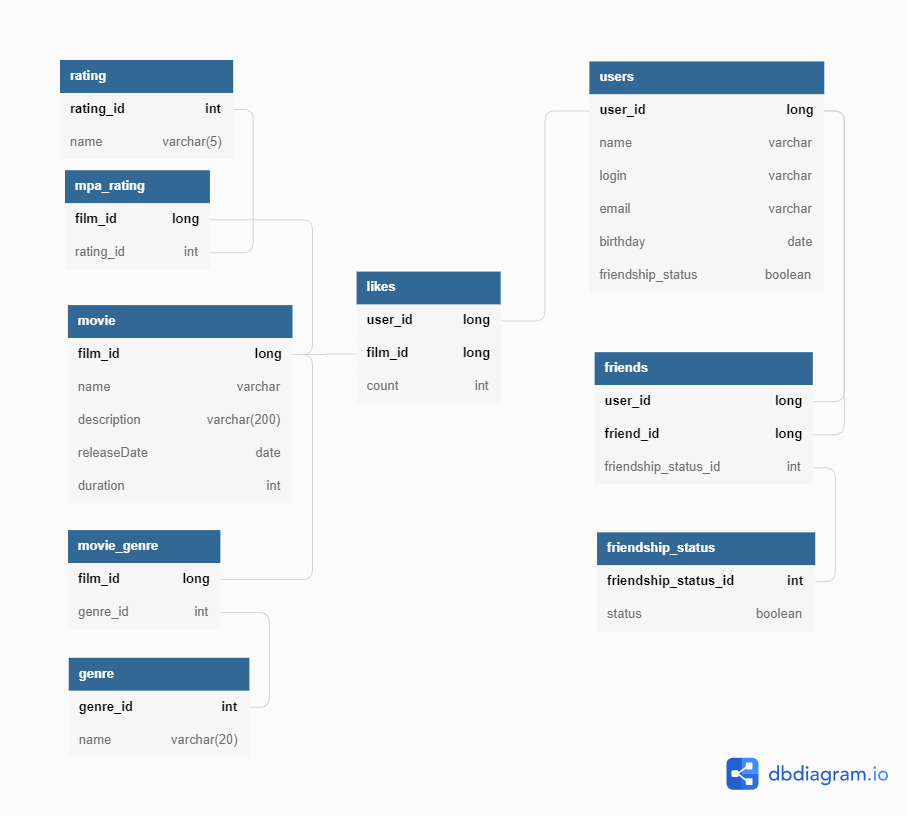 rating
rating_id int
name varchar(5)
mpa_rating
film_id long
rating_id int
movie
film_id long
name varchar
description varchar(200)
releaseDate date
duration int
movie_genre
film_id long
genre_id int
genre
genre_id int
name varchar(20)
likes
user_id long
film_id long
count int
users
user_id long
name varchar
login varchar
email varchar
birthday date
friendship_status boolean
friends
user_id long
friend_id long
friendship_status_id int
friendship_status
friendship_status_id int
status boolean
dbdiagram.io